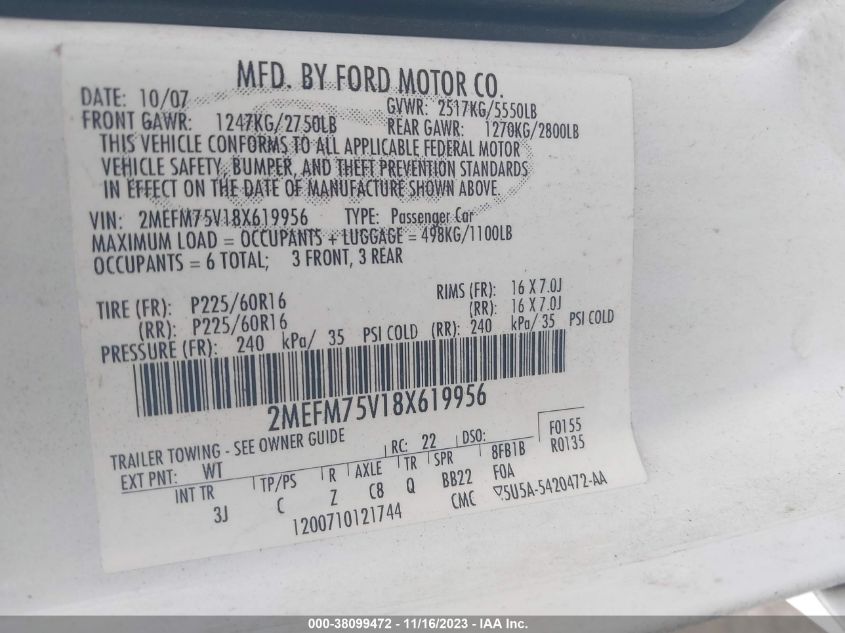 MFD. BY FORD MOTOR CO.
DATE: 10/07 GVWR: 2517KG/5550LB
FRONT GAWR: 1247KG/2750LB REAR GAWR: 1270KG/2800LB
THIS VEHICLE CONFORMS TO ALL APPLICABLE FEDERAL MOTOR
VEHICLE SAFETY, BUMPER, AND THEFT PREVENTION STANDARDS
IN EFFECT ON THE DATE OF MANUFACTURE SHOWN ABOVE.
VIN: 2MEFM75V18X619956 TYPE: Passenger Car
MAXIMUM LOAD = OCCUPANTS + LUGGAGE = 498KG/1100LB
OCCUPANTS = 6 TOTAL; 3 FRONT, 3 REAR
TIRE (FR): P225/60R16 RIMS (FR): 16 X 7.0J
(RR): P225/60R16 (RR): 16 X 7.0J
PRESSURE (FR): 240 kPa/ 35 PSI COLD (RR): 240 kPa/ 35 PSI COLD
2MEFM75V18X619956
TRAILER TOWING - SEE OWNER GUIDE RC: 22 DSO: F0155
EXT PNT: WT 8FB1B R0135
INT TR TP/PS R AXLE TR SPR FOA
3J C Z C8 Q BB22
1200710121744 CMC ▽5U5A-5420472-AA
000-38099472 - 11/16/2023 - IAA Inc.